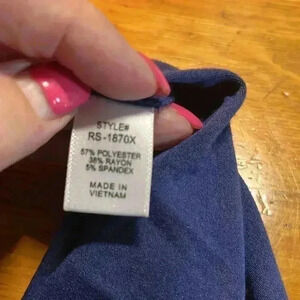 STYLE#
RS-1870X
57% POLYESTER
38% RAYON
5% SPANDEX
MADE IN
VIETNAM